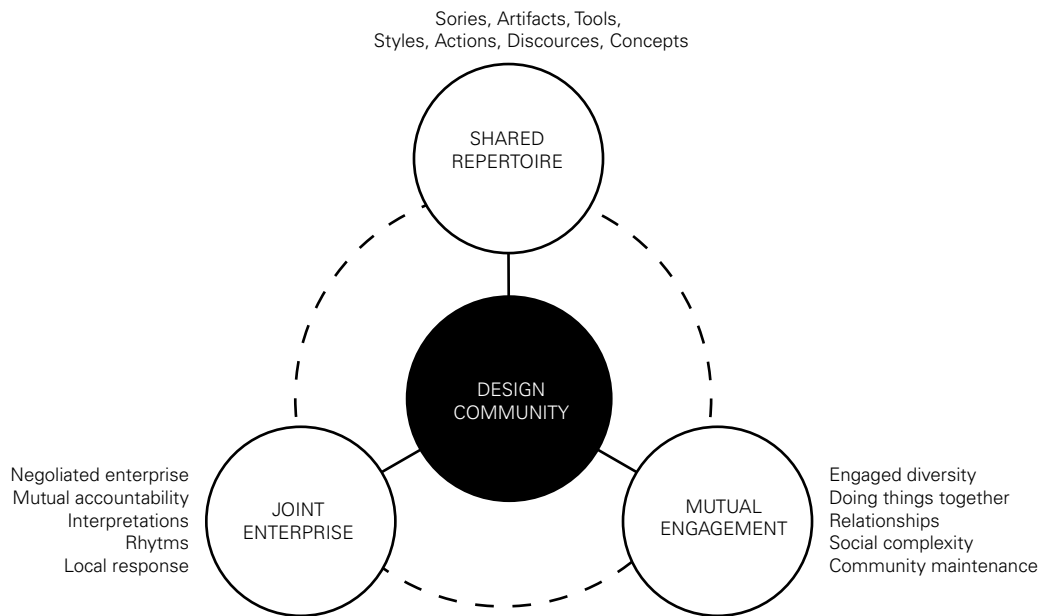 Sories, Artifacts, Tools,
Styles, Actions, Discources, Concepts
SHARED
REPERTOIRE
DESIGN
COMMUNITY
Negoliated enterprise
Mutual accountability
Interpretations
Rhytms
Local response
JOINT
ENTERPRISE
MUTUAL
ENGAGEMENT
Engaged diversity
Doing things together
Relationships
Social complexity
Community maintenance